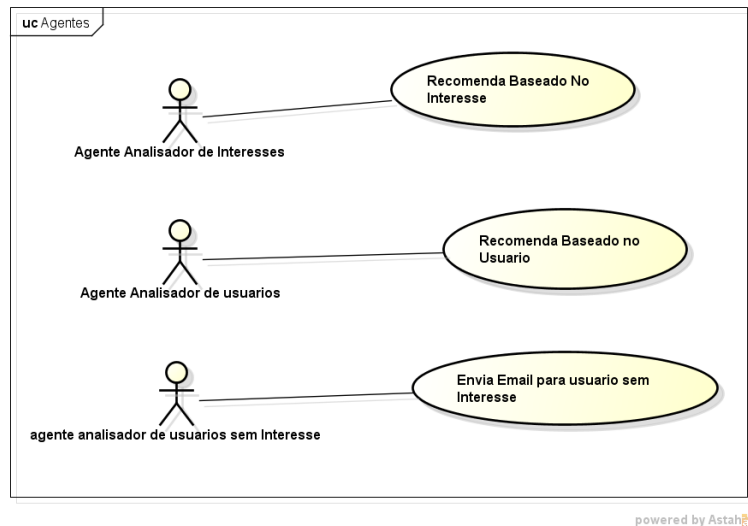 uc Agentes
Recomenda Baseado No
Interesse
Agente Analisador de Interesses
Recomenda Baseado no
Usuario
Agente Analisador de usuarios
Envia Email para usuario sem
Interesse
agente analisador de usuarios sem Interesse
powered by Astah